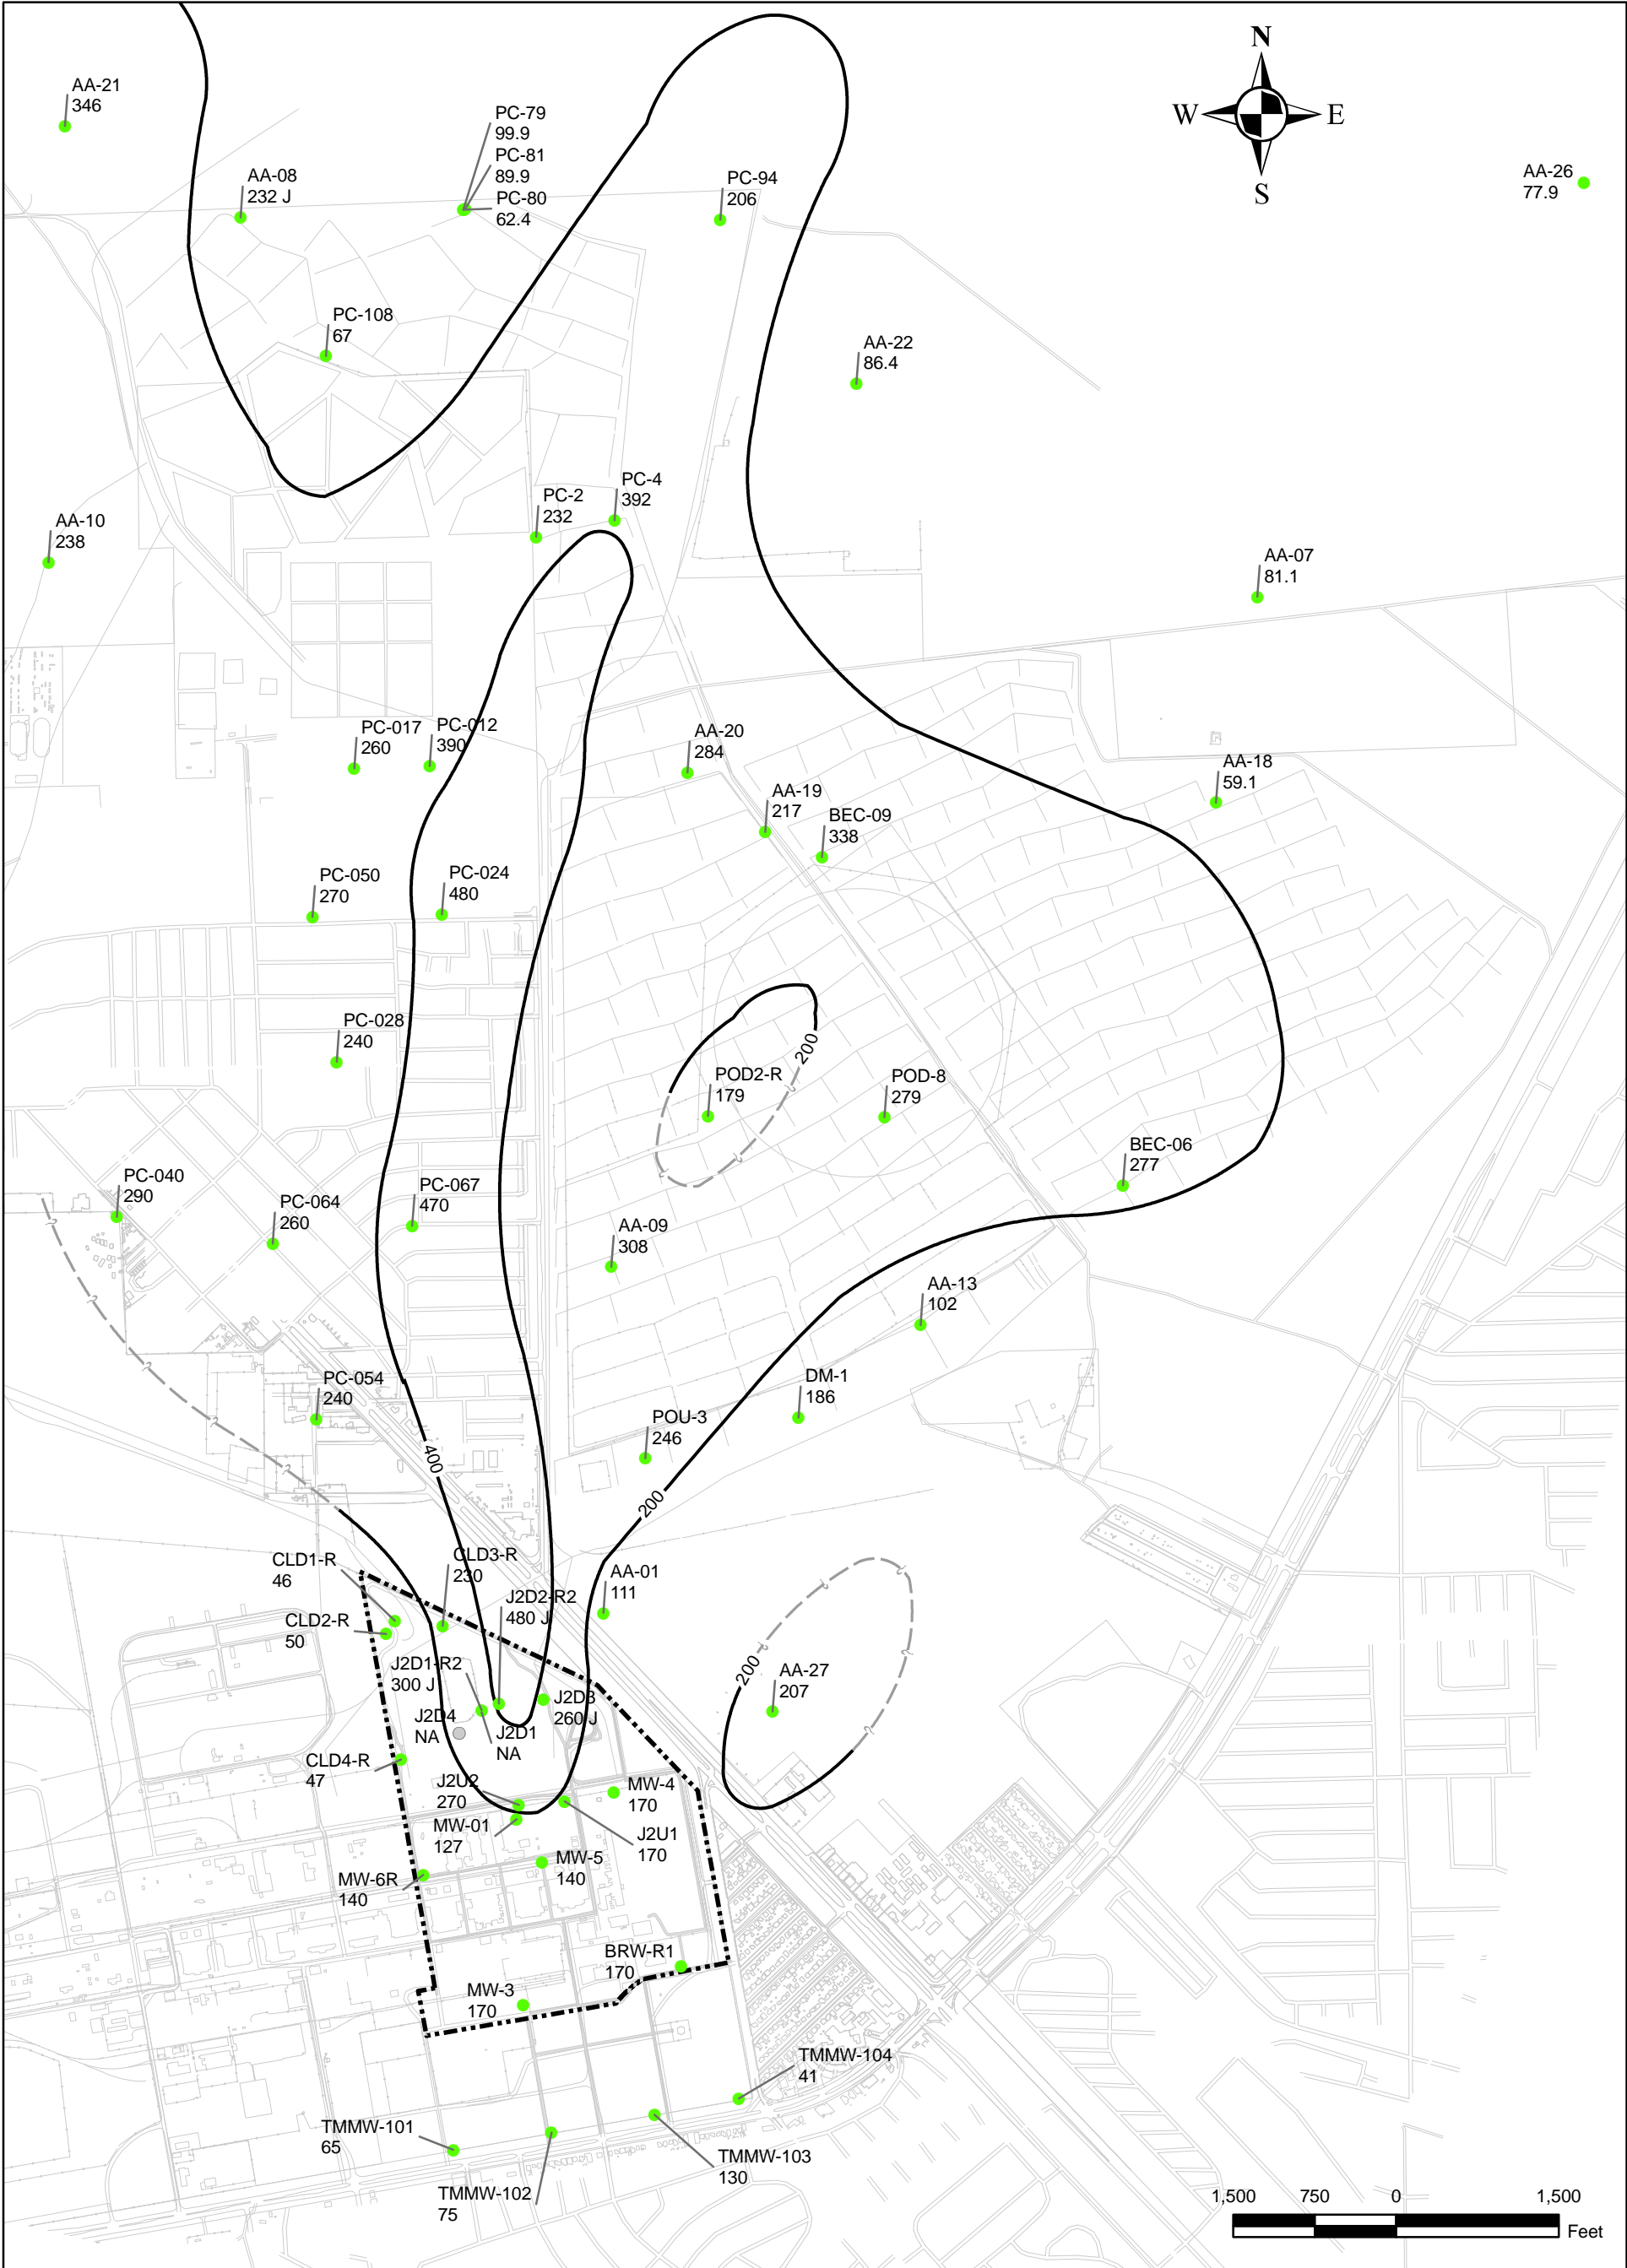 N
W
E
S
AA-21
346
PC-79
99.9
PC-81
89.9
PC-80
62.4
AA-08
232 J
PC-94
206
AA-26
77.9
PC-108
67
AA-22
86.4
PC-4
392
PC-2
232
AA-10
238
AA-07
81.1
PC-017
260
PC-012
390
AA-20
284
AA-18
59.1
AA-19
217
BEC-09
338
PC-050
270
PC-024
480
PC-028
240
200
POD2-R
179
POD-8
279
BEC-06
277
PC-040
290
PC-064
260
PC-067
470
AA-09
308
AA-13
102
PC-054
240
DM-1
186
POU-3
246
400
200
CLD1-R
46
CLD3-R
230
AA-01
111
J2D2-R2
480 J
CLD2-R
50
J2D1-R2
300 J
200
AA-27
207
J2D3
260 J
J2D4
NA
J2D1
NA
CLD4-R
47
J2U2
270
MW-4
170
MW-01
127
J2U1
170
MW-5
140
MW-6R
140
BRW-R1
170
MW-3
170
TMMW-104
41
TMMW-101
65
TMMW-103
130
TMMW-102
75
1,500 750 0 1,500
Feet